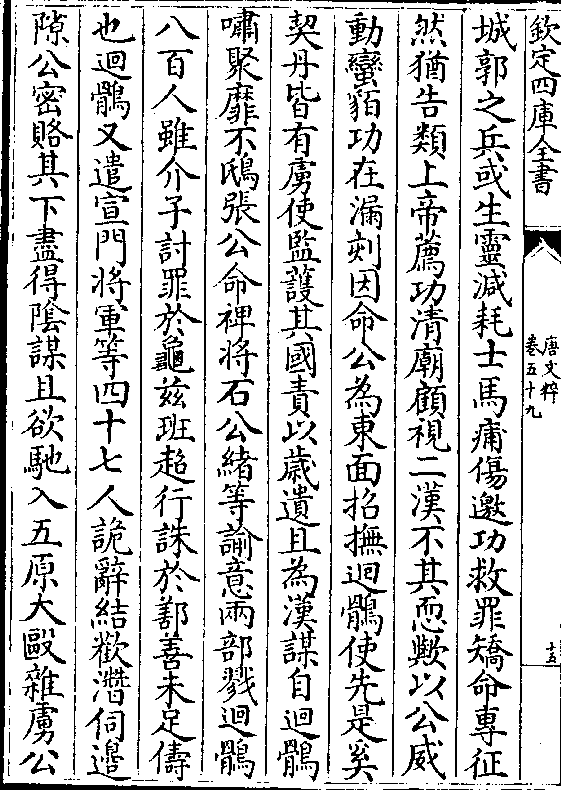 欽定四庫全書
唐文粹
卷五十九
十五
城郭之兵或生靈減耗士馬痡傷邀功救罪矯命專征
然猶告類上帝薦功清廟顧視二漢不其恧歟以公威
動蠻貊功在漏刻因命公為東面招撫迴鶻使先是奚
契丹皆有虜使監護其國責以歲遺且為漢諜自迴鶻
嘯聚靡不鴟張公命裨將石公緒等諭意兩部戮迴鶻
八百人雖介子討罪於龜茲班超行誅於鄯善未足儔
也迴鶻又遣宣門將軍等四十七人詭辭結歡潛伺邊
隙公密賂其下盡得陰謀且欲馳入五原大毆雜虜公